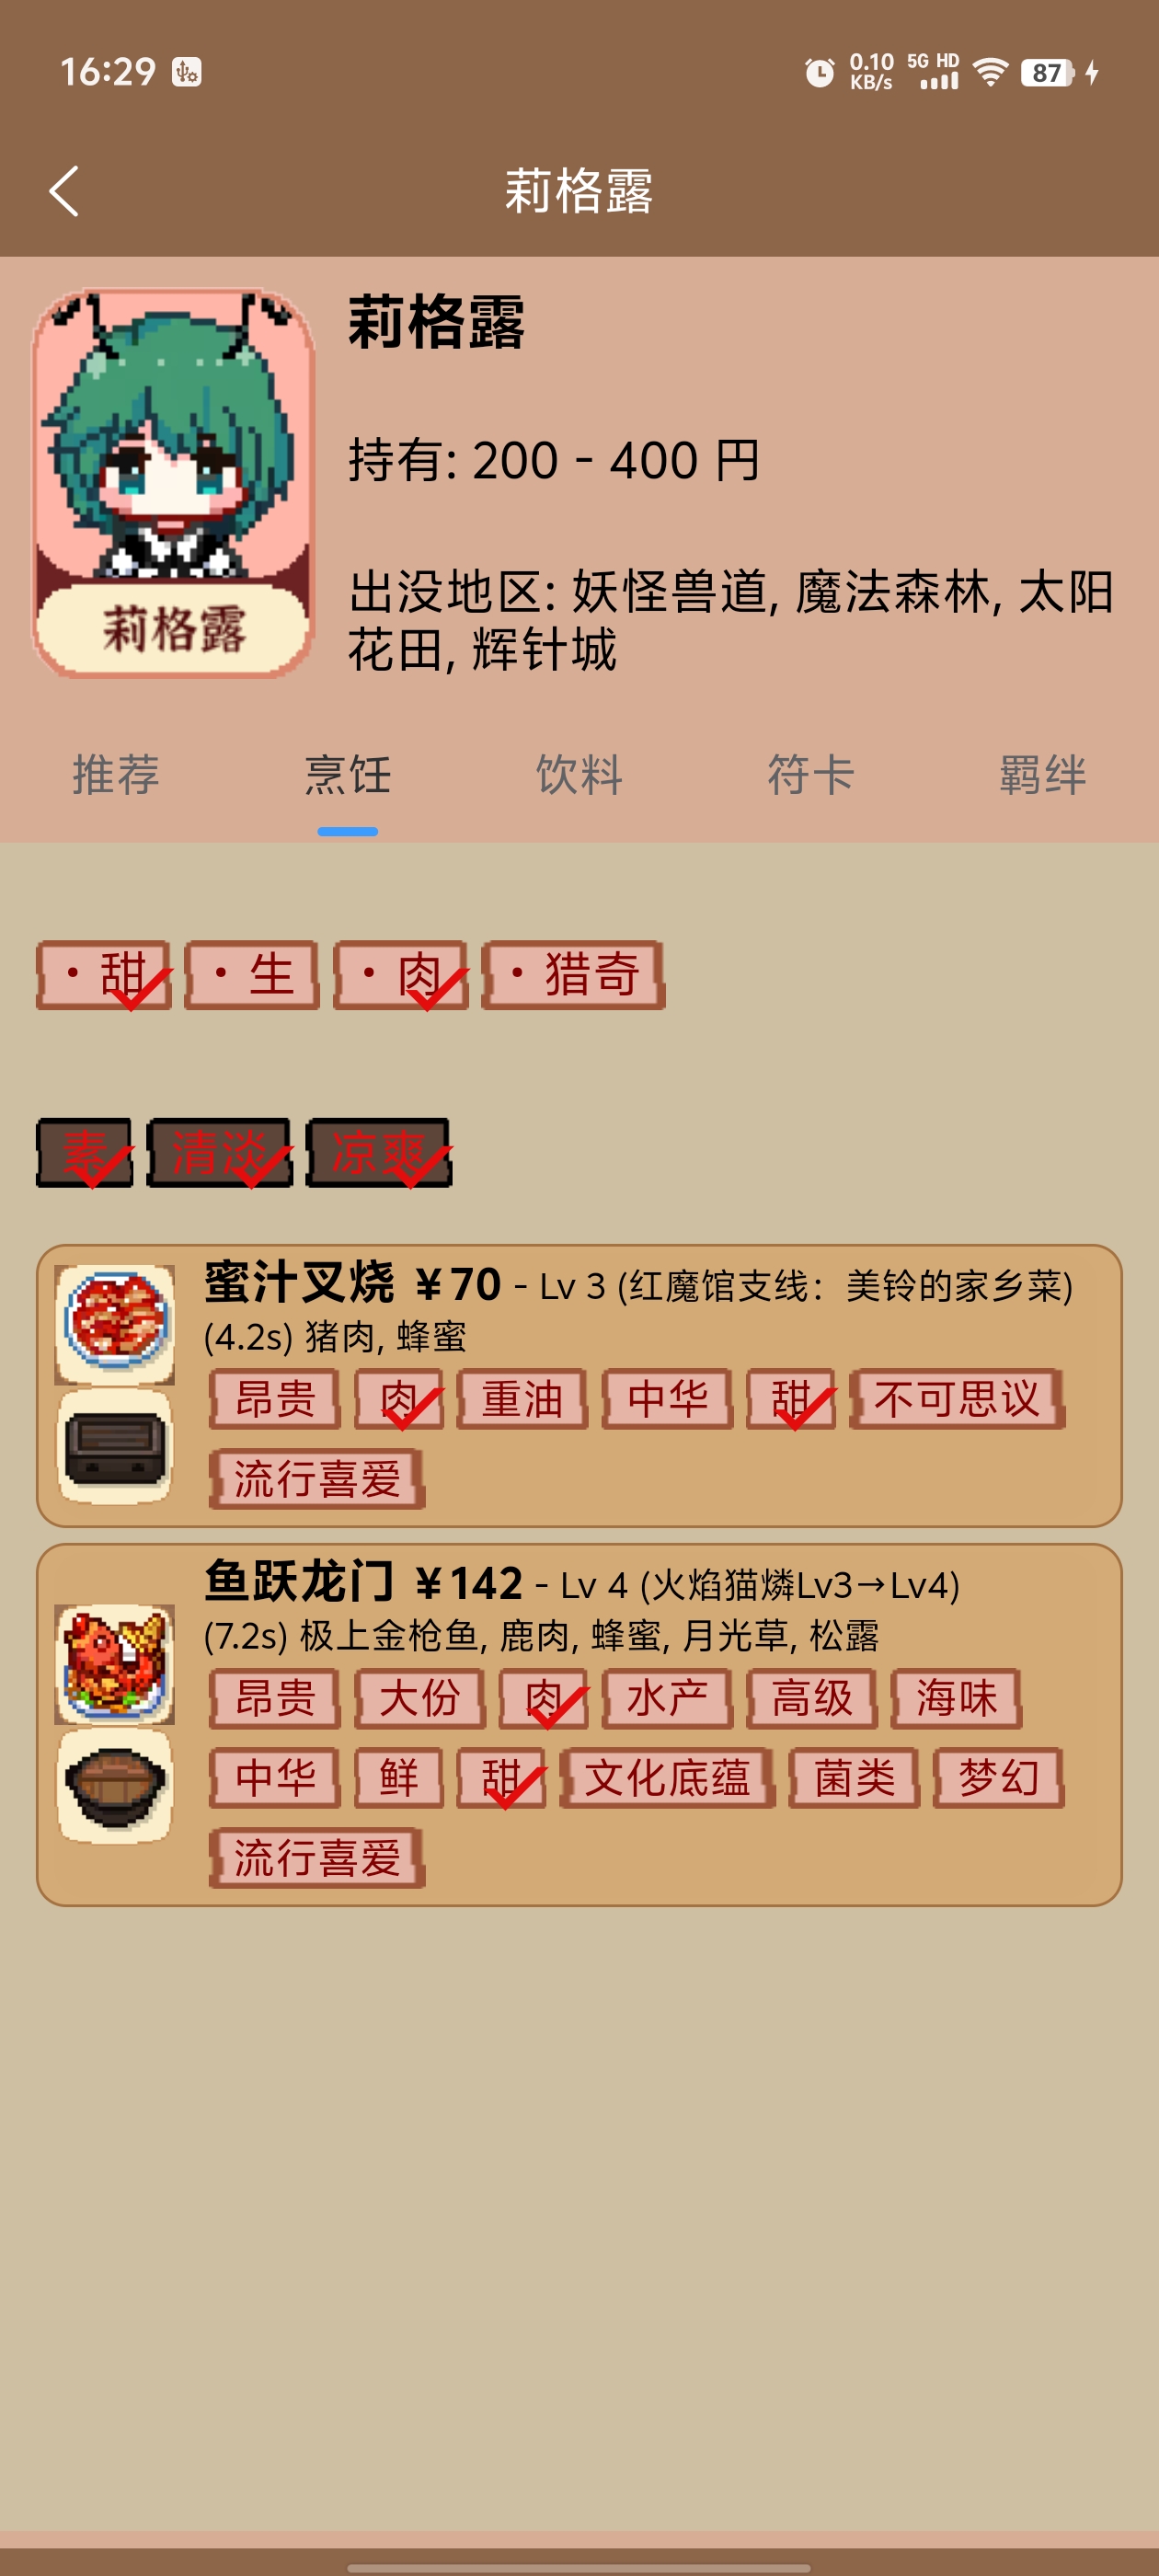 16:29
0.10 KB/s 5G HD 87
莉格露
莉格露
持有: 200 - 400 円
出没地区: 妖怪兽道, 魔法森林, 太阳
花田, 辉针城
莉格露
推荐 烹饪 饮料 符卡 羁绊
·甜 ·生 ·肉 ·猎奇
素 清淡 凉爽
蜜汁叉烧 ￥70 - Lv 3 (红魔馆支线：美铃的家乡菜)
(4.2s) 猪肉, 蜂蜜
昂贵 肉 重油 中华 甜 不可思议
流行喜爱
鱼跃龙门 ￥142 - Lv 4 (火焰猫燐Lv3→Lv4)
(7.2s) 极上金枪鱼, 鹿肉, 蜂蜜, 月光草, 松露
昂贵 大份 肉 水产 高级 海味
中华 鲜 甜 文化底蕴 菌类 梦幻
流行喜爱